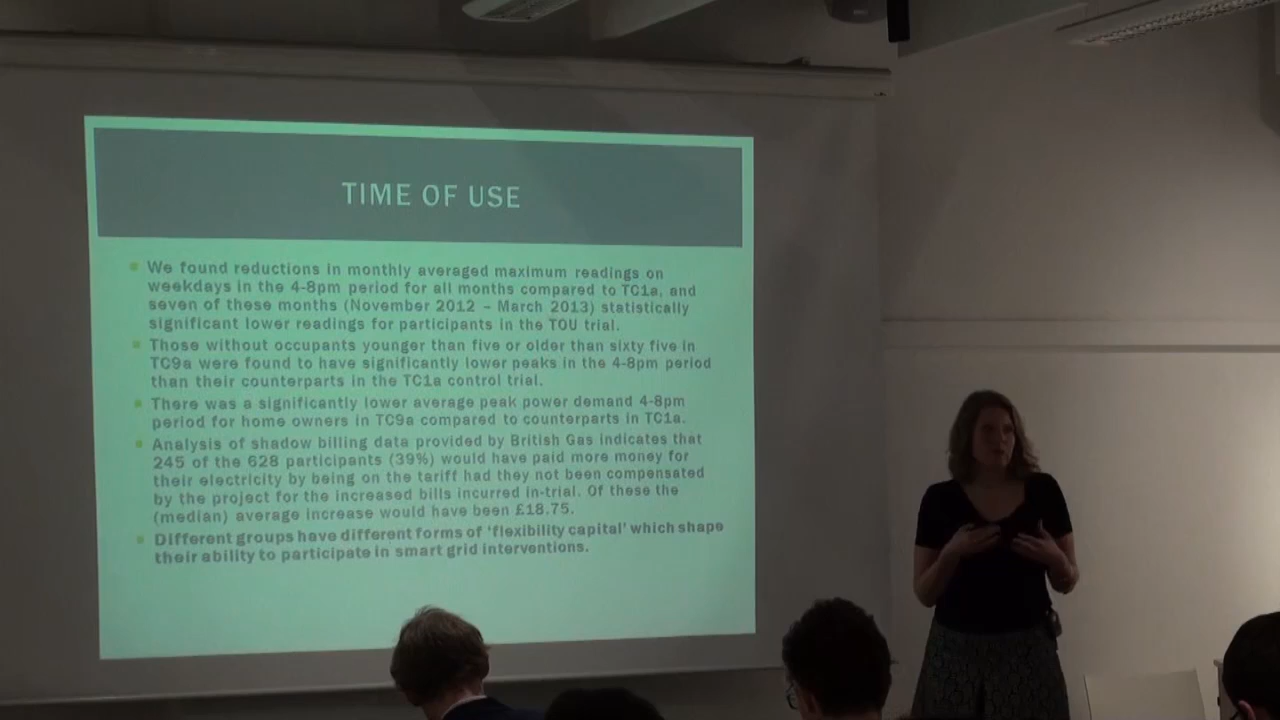 TIME OF USE
We found reductions in monthly averaged maximum readings on
weekdays in the 4-8pm period for all months compared to TC1a, and
seven of these months (November 2012 – March 2013) statistically
significant lower readings for participants in the TOU trial.
Those without occupants younger than five or older than sixty five in
TC9a were found to have significantly lower peaks in the 4-8pm period
than their counterparts in the TC1a control trial.
There was a significantly lower average peak power demand 4-8pm
period for home owners in TC9a compared to counterparts in TC1a.
Analysis of shadow billing data provided by British Gas indicates that
245 of the 628 participants (39%) would have paid more money for
their electricity by being on the tariff had they not been compensated
by the project for the increased bills incurred in-trial. Of these the
(median) average increase would have been £18.75.
Different groups have different forms of 'flexibility capital' which shape
their ability to participate in smart grid interventions.